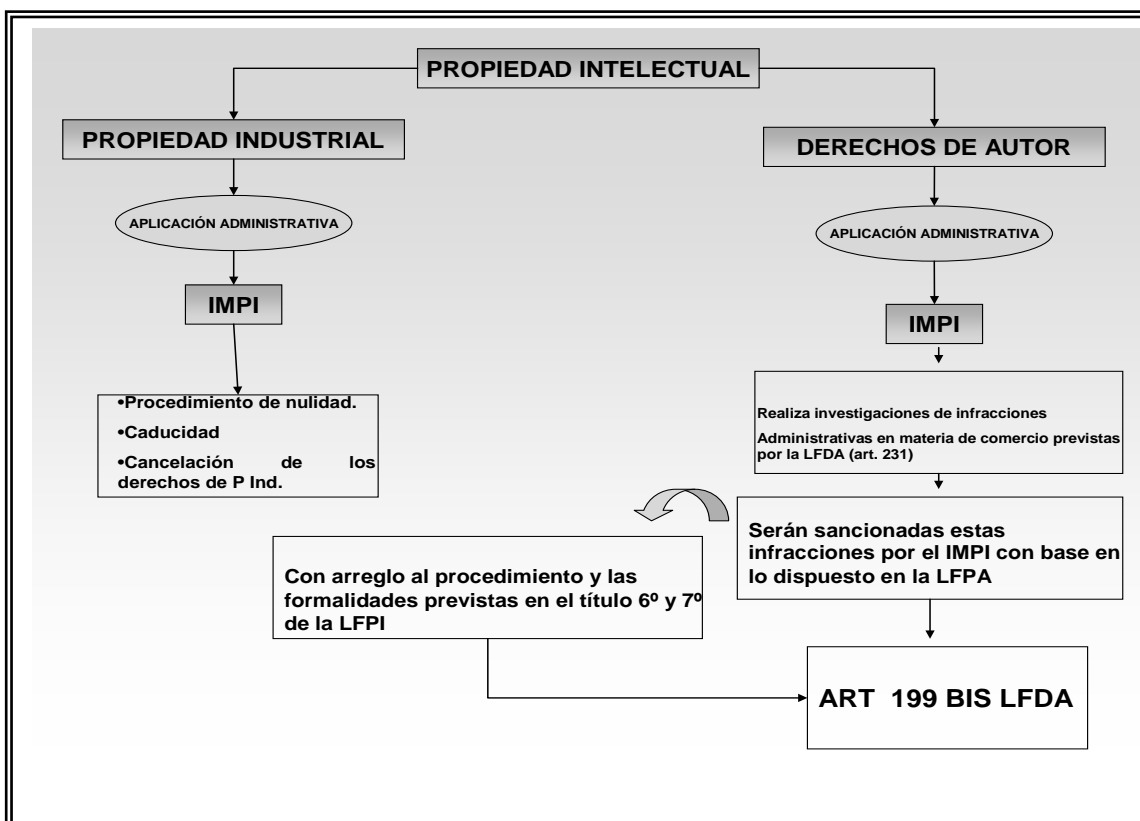 PROPIEDAD INTELECTUAL
PROPIEDAD INDUSTRIAL
APLICACIÓN ADMINISTRATIVA
IMPI
•Procedimiento de nulidad.
•Caducidad
•Cancelación de los
derechos de P Ind.
DERECHOS DE AUTOR
APLICACIÓN ADMINISTRATIVA
IMPI
Realiza investigaciones de infracciones
Administrativas en materia de comercio previstas
por la LFDA (art. 231)
Serán sancionadas estas
infracciones por el IMPI con base en
lo dispuesto en la LFPA
Con arreglo al procedimiento y las
formalidades previstas en el título 6º y 7º
de la LFPI
ART 199 BIS LFDA